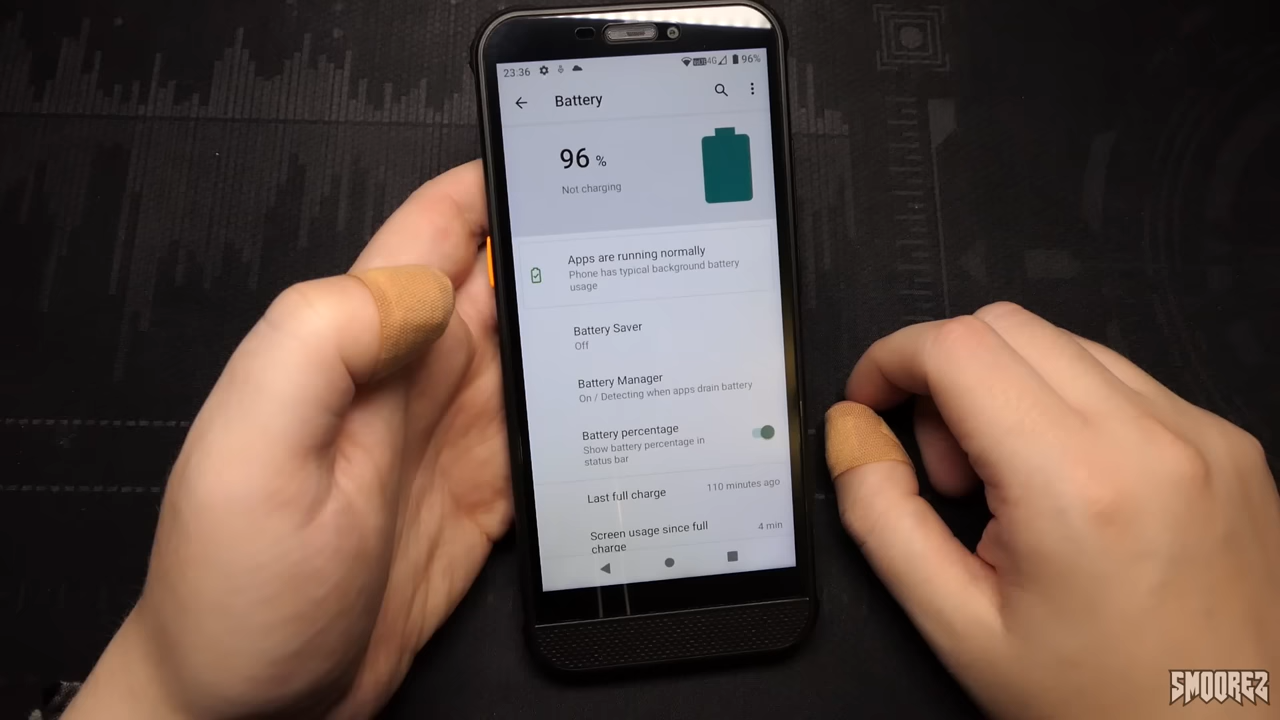 23:36 4G 96%
Battery
96 %
Not charging
Apps are running normally
Phone has typical background battery
usage
Battery Saver
Off
Battery Manager
On / Detecting when apps drain battery
Battery percentage
Show battery percentage in
status bar
Last full charge 110 minutes ago
Screen usage since full 4 min
charge
SMOOREZ